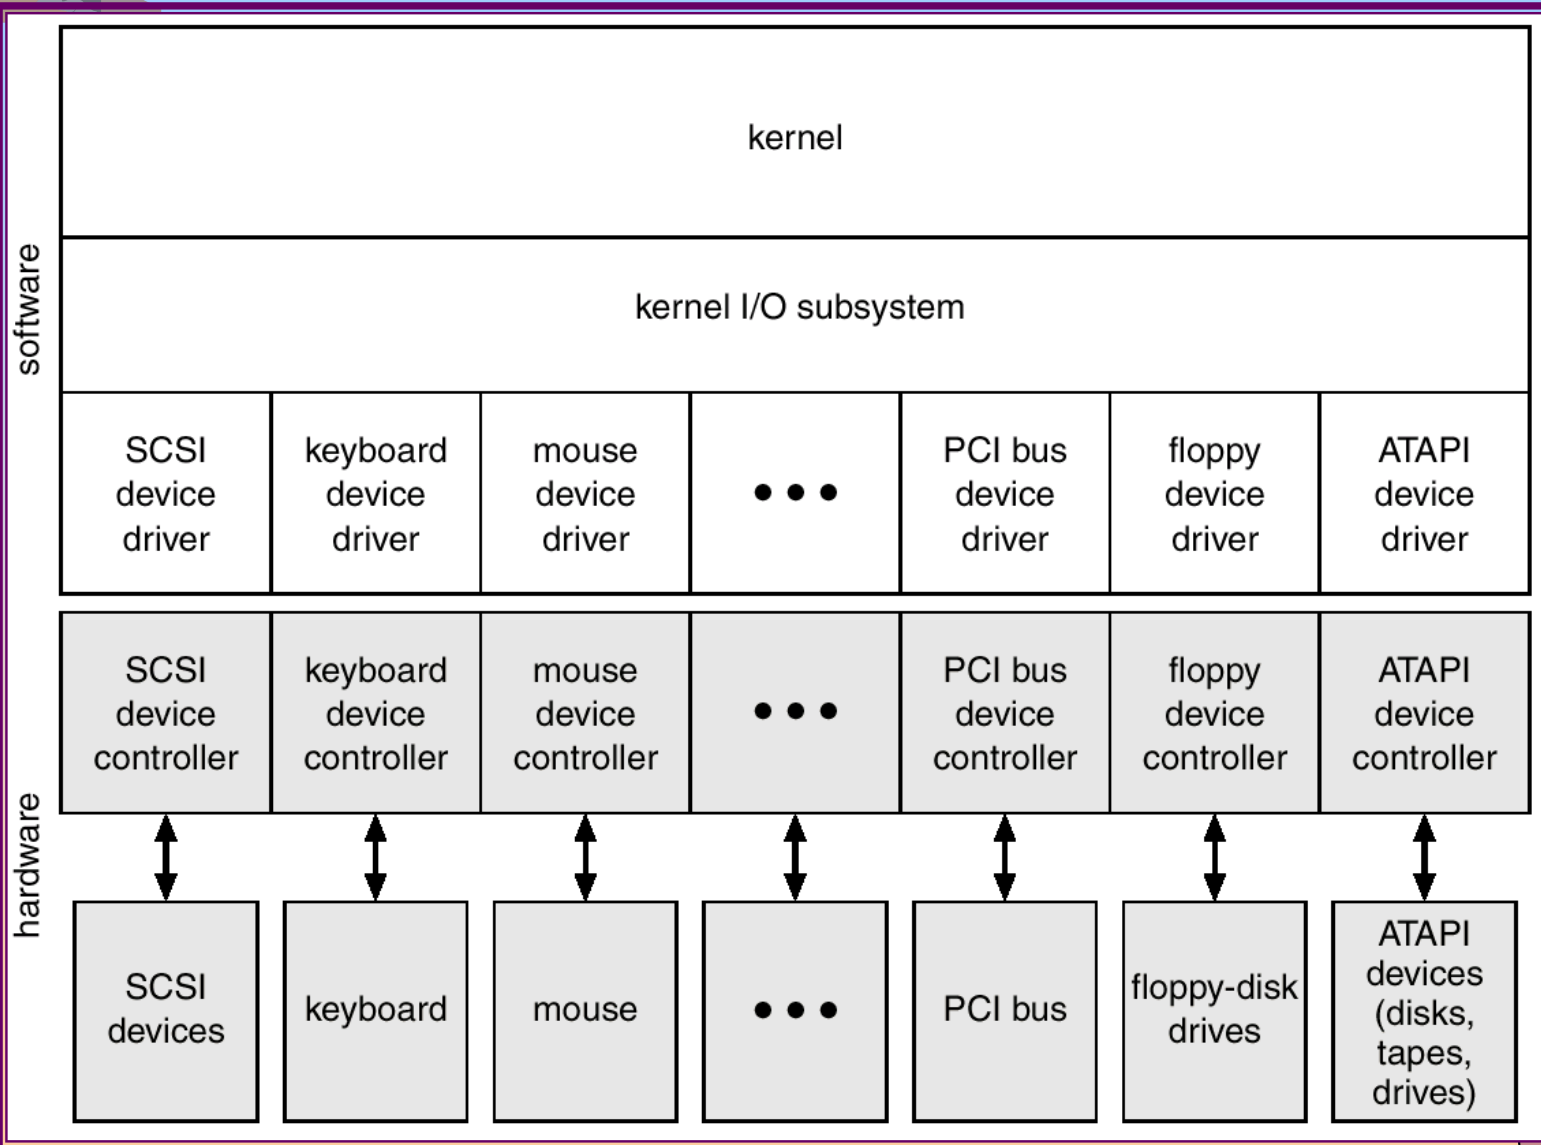 software
kernel
kernel I/O subsystem
SCSI
device
driver
keyboard
device
driver
mouse
device
driver
• • •
PCI bus
device
driver
floppy
device
driver
ATAPI
device
driver
hardware
SCSI
device
controller
keyboard
device
controller
mouse
device
controller
• • •
PCI bus
device
controller
floppy
device
controller
ATAPI
device
controller
SCSI
devices
keyboard
mouse
• • •
PCI bus
floppy-disk
drives
ATAPI
devices
(disks,
tapes,
drives)